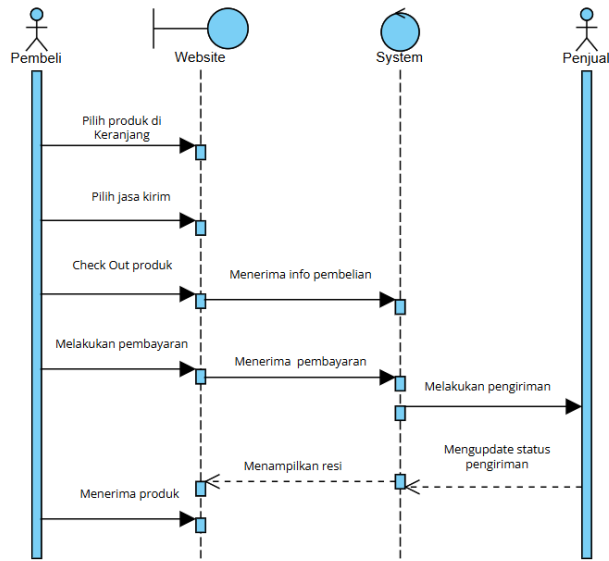 Pembeli
Website
System
Penjual
Pilih produk di
Keranjang
Pilih jasa kirim
Check Out produk
Menerima info pembelian
Melakukan pembayaran
Menerima pembayaran
Melakukan pengiriman
Mengupdate status
pengiriman
Menampilkan resi
Menerima produk